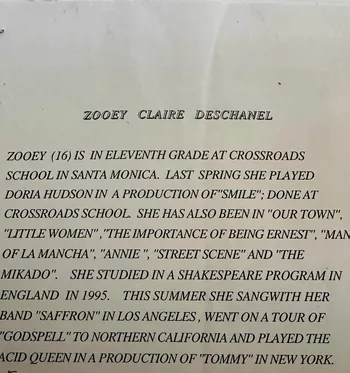 ZOOEY CLAIRE DESCHANEL
ZOOEY (16) IS IN ELEVENTH GRADE AT CROSSROADS
SCHOOL IN SANTA MONICA. LAST SPRING SHE PLAYED
DORIA HUDSON IN A PRODUCTION OF"SMILE"; DONE AT
CROSSROADS SCHOOL. SHE HAS ALSO BEEN IN "OUR TOWN",
"LITTLE WOMEN" ,"THE IMPORTANCE OF BEING ERNEST", "MAN
OF LA MANCHA", "ANNIE ", "STREET SCENE" AND "THE
MIKADO". SHE STUDIED IN A SHAKESPEARE PROGRAM IN
ENGLAND IN 1995. THIS SUMMER SHE SANGWITH HER
BAND "SAFFRON" IN LOS ANGELES , WENT ON A TOUR OF
"GODSPELL" TO NORTHERN CALIFORNIA AND PLAYED THE
ACID QUEEN IN A PRODUCTION OF "TOMMY" IN NEW YORK.